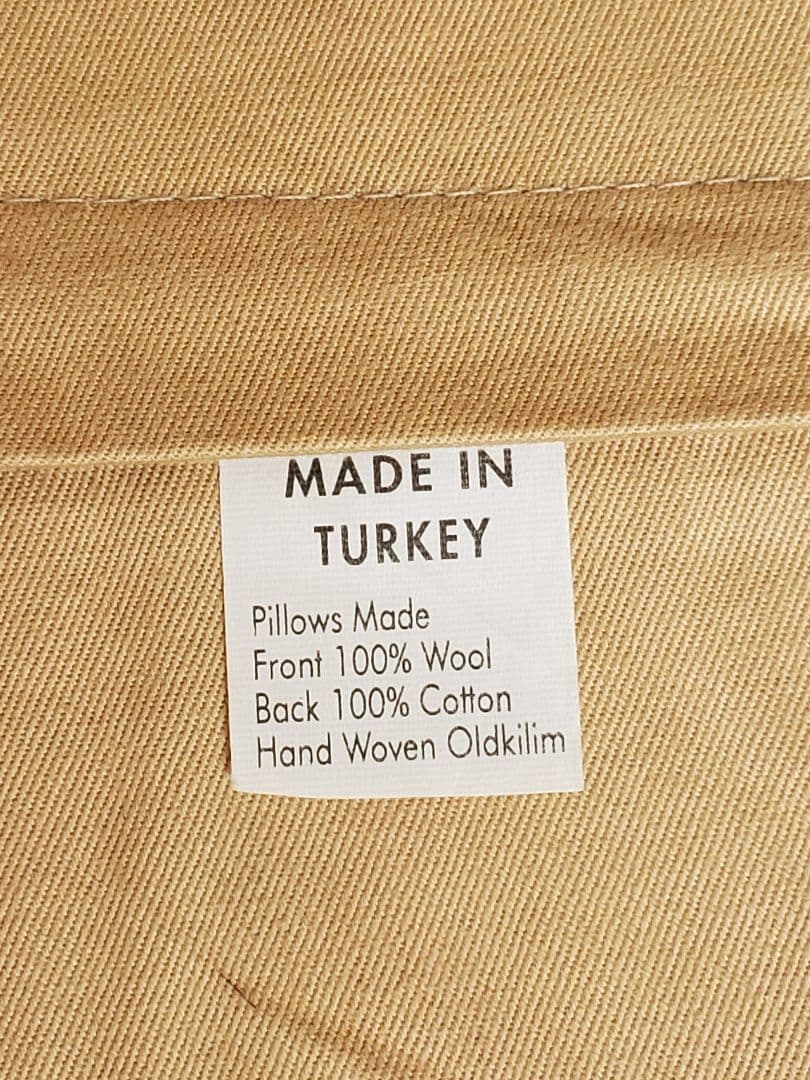 MADE IN
TURKEY
Pillows Made
Front 100% Wool
Back 100% Cotton
Hand Woven Oldkilim